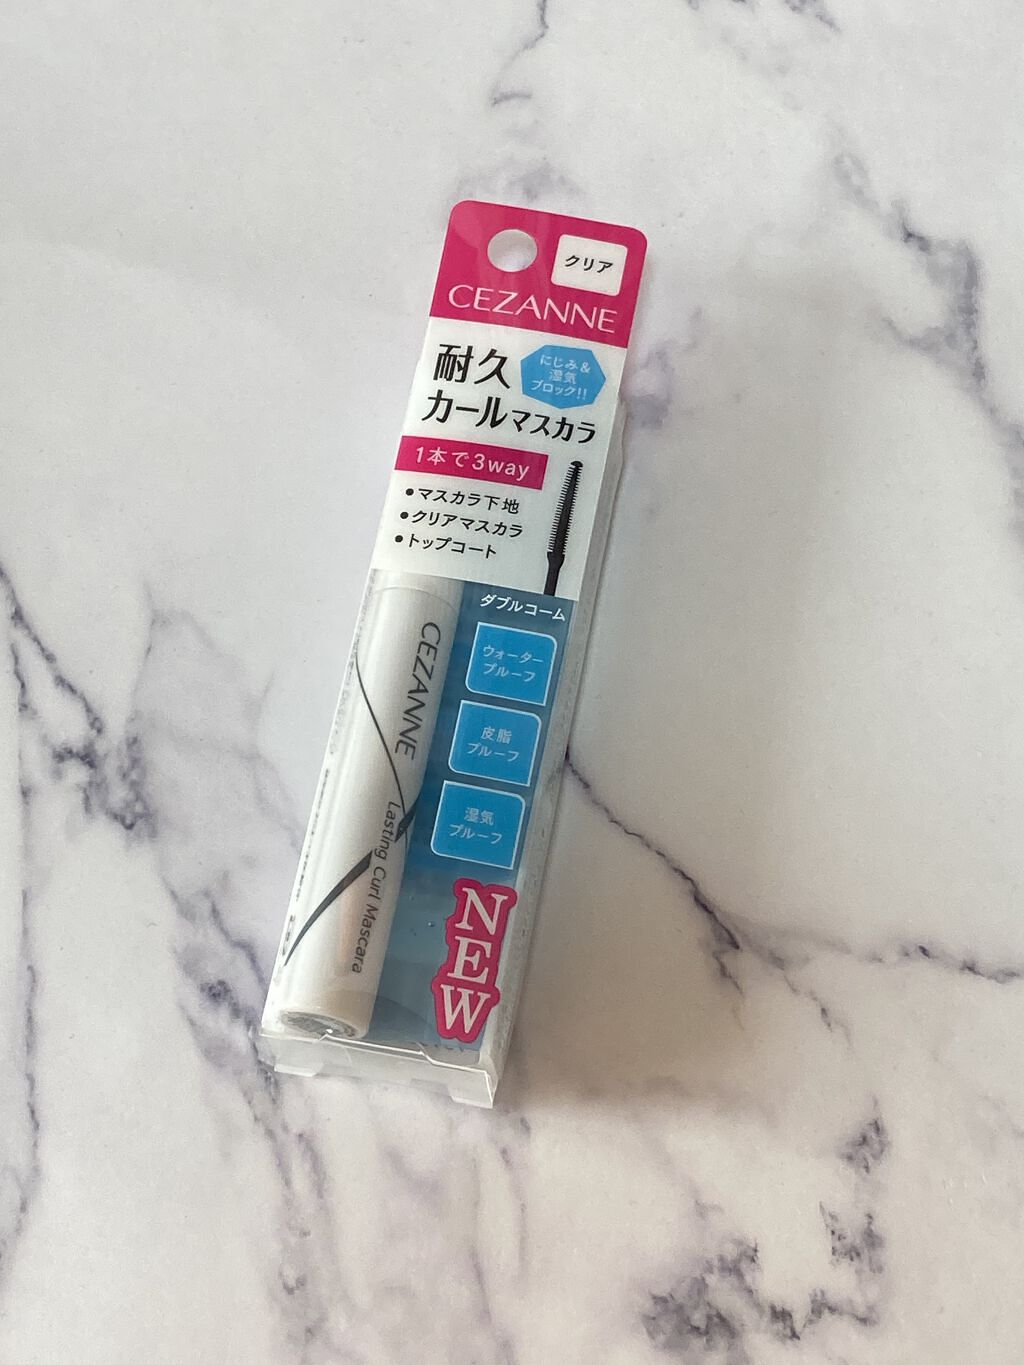 クリア
CEZANNE
耐久
カールマスカラ
にじみ&
湿気
ブロック!!
1本で3way
●マスカラ下地
●クリアマスカラ
●トップコート
ダブルコーム
ウォーター
プルーフ
皮脂
プルーフ
湿気
プルーフ
NEW
CEZANNE
Lasting Curl Mascara